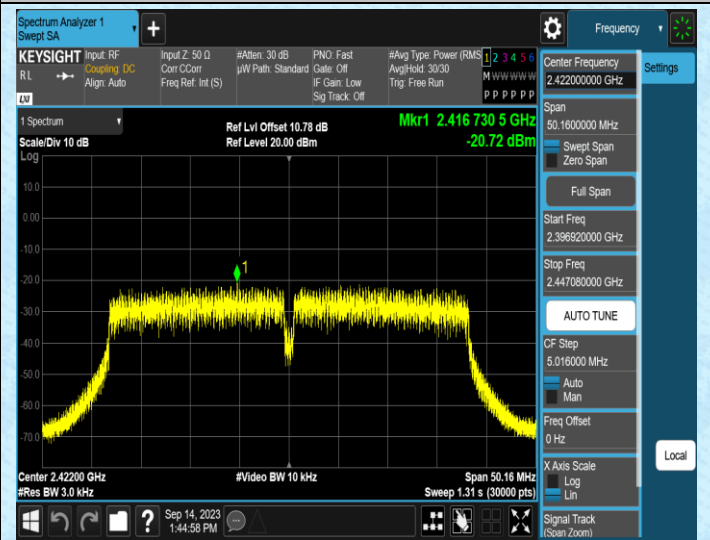 Spectrum Analyzer 1
Swept SA
+
Frequency
KEYSIGHT
RL
LXI
Input: RF
Coupling: DC
Align: Auto
Input Z: 50 Ω
Corr CCorr
Freq Ref: Int (S)
#Atten: 30 dB
µW Path: Standard
PNO: Fast
Gate: Off
IF Gain: Low
Sig Track: Off
#Avg Type: Power (RMS
Avg|Hold: 30/30
Trig: Free Run
1 2 3 4 5 6
M W W W W W
P P P P P P
1 Spectrum
Scale/Div 10 dB
Log
Ref Lvl Offset 10.78 dB
Ref Level 20.00 dBm
Mkr1 2.416 730 5 GHz
-20.72 dBm
10.0
0.00
-10.0
-20.0
-30.0
-40.0
-50.0
-60.0
-70.0
1
Center 2.42200 GHz
#Res BW 3.0 kHz
#Video BW 10 kHz
Span 50.16 MHz
Sweep 1.31 s (30000 pts)
Center Frequency
2.422000000 GHz
Settings
Span
50.1600000 MHz
Swept Span
Zero Span
Full Span
Start Freq
2.396920000 GHz
Stop Freq
2.447080000 GHz
AUTO TUNE
CF Step
5.016000 MHz
Auto
Man
Freq Offset
0 Hz
X Axis Scale
Log
Lin
Signal Track
(Span Zoom)
Local
?
Sep 14, 2023
1:44:58 PM